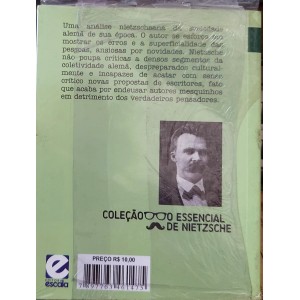 Uma análise nietzscheana da sociedade
alemã de sua época. O autor se esforça em
mostrar os erros e a superficialidade das
pessoas, ansiosas por novidades. Nietzsche
não poupa críticas a densos segmentos da
coletividade alemã, despreparados cultural-
mente e incapazes de acatar com senso
crítico novas propostas de escritores, fato
que acaba por endeusar autores mesquinhos
em detrimento dos verdadeiros pensadores.
COLEÇÃO O ESSENCIAL
DE NIETZSCHE
PREÇO R$ 10,00
escala